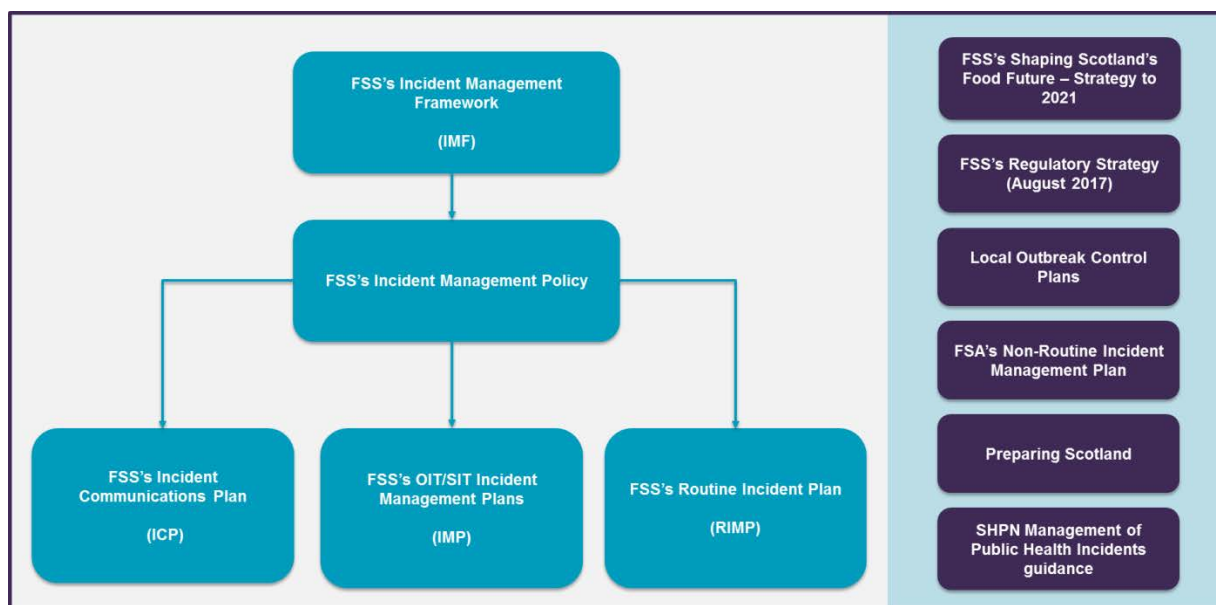 FSS’s Incident Management
Framework
(IMF)
FSS’s Incident Management Policy
FSS’s Incident
Communications Plan
(ICP)
FSS’s OIT/SIT Incident
Management Plans
(IMP)
FSS’s Routine Incident Plan
(RIMP)
FSS’s Shaping Scotland’s
Food Future – Strategy to
2021
FSS’s Regulatory Strategy
(August 2017)
Local Outbreak Control
Plans
FSA’s Non-Routine Incident
Management Plan
Preparing Scotland
SHPN Management of
Public Health Incidents
guidance